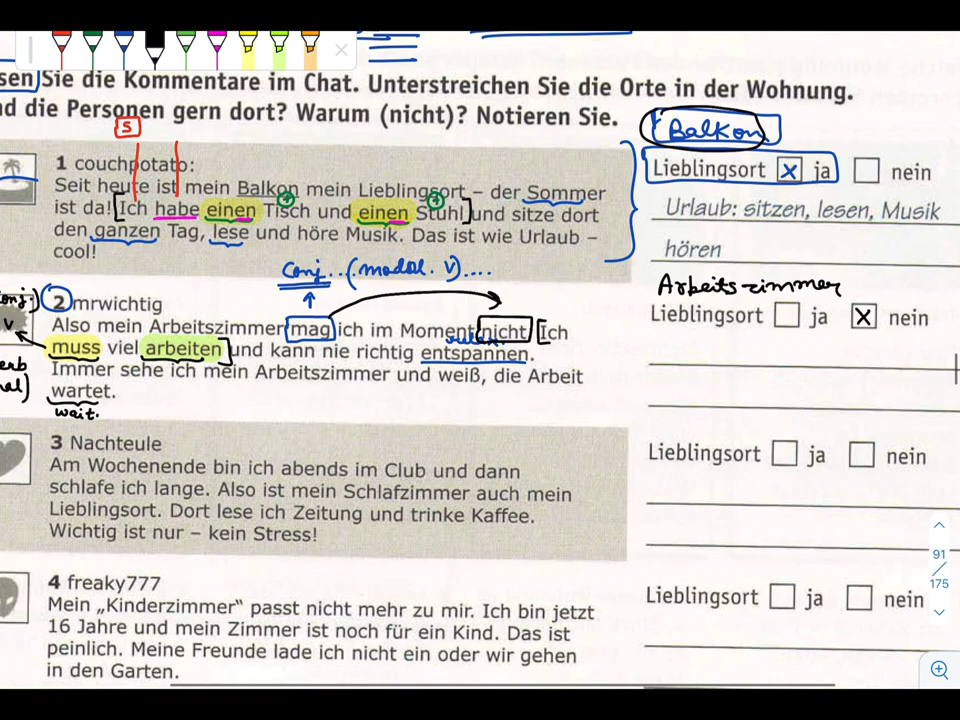 sen Sie die Kommentare im Chat. Unterstreichen Sie die Orte in der Wohnung.
d die Personen gern dort? Warum (nicht)? Notieren Sie.
S
Balkon
1 couchpotato:
Seit heute ist mein Balkon mein Lieblingsort – der Sommer
ist da! [Ich habe einen Tisch und einen Stuhl] und sitze dort
den ganzen Tag, lese und höre Musik. Das ist wie Urlaub –
cool!
Lieblingsort x ja nein
Urlaub: sitzen, lesen, Musik
hören
conj...(modal. v)....
Arbeits-zimmer
2 mrwichtig
Also mein Arbeitszimmer mag ich im Moment nicht. [Ich
muss viel arbeiten] und kann nie richtig entspannen.
Immer sehe ich mein Arbeitszimmer und weiß, die Arbeit
wartet.
wait.
Lieblingsort ja x nein
3 Nachteule
Am Wochenende bin ich abends im Club und dann
schlafe ich lange. Also ist mein Schlafzimmer auch mein
Lieblingsort. Dort lese ich Zeitung und trinke Kaffee.
Wichtig ist nur – kein Stress!
Lieblingsort ja nein
4 freaky777
Mein „Kinderzimmer“ passt nicht mehr zu mir. Ich bin jetzt
16 Jahre und mein Zimmer ist noch für ein Kind. Das ist
peinlich. Meine Freunde lade ich nicht ein oder wir gehen
in den Garten.
Lieblingsort ja nein
91
/
175